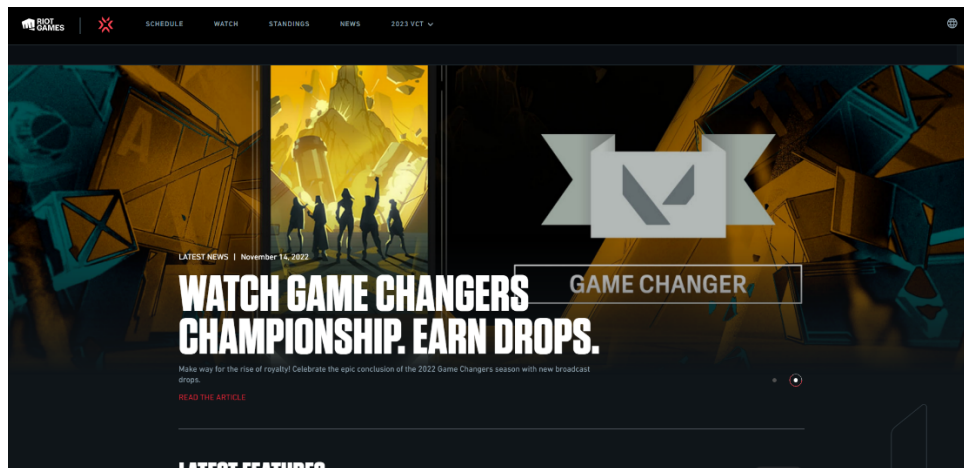 RIOT
GAMES
SCHEDULE
WATCH
STANDINGS
NEWS
2023 VCT
A
LATEST NEWS | November 14, 2022
WATCH GAME CHANGERS
CHAMPIONSHIP. EARN DROPS.
GAME CHANGER
Make way for the rise of royalty! Celebrate the epic conclusion of the 2022 Game Changers season with new broadcast
drops.
READ THE ARTICLE
LATEST FEATURES